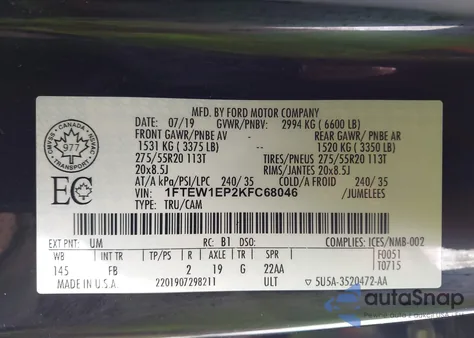 MFD. BY FORD MOTOR COMPANY
DATE: 07/19 GVWR/PNBV: 2994 KG ( 6600 LB)
FRONT GAWR/PNBE AV REAR GAWR/PNBE AR
1531 KG ( 3375 LB) 1520 KG ( 3350 LB)
275/55R20 113T TIRES/PNEUS 275/55R20 113T
20x8.5J RIMS/JANTES 20x8.5J
AT/A kPa/PSI/LPC 240/ 35 COLD/A FROID 240/ 35
VIN: 1FTEW1EP2KFC68046 /JUMELEES
TYPE: TRU/CAM
CANADA
977
TRANSPORT
EC
EXT PNT: UM RC: B1 DSO: COMPLIES: ICES/NMB-002
WB INT TR TP/PS R AXLE TR SPR F0051
145 FB 2 19 G 22AA T0715
2201907298211 ULT 5U5A-3520472-AA
autoSnap